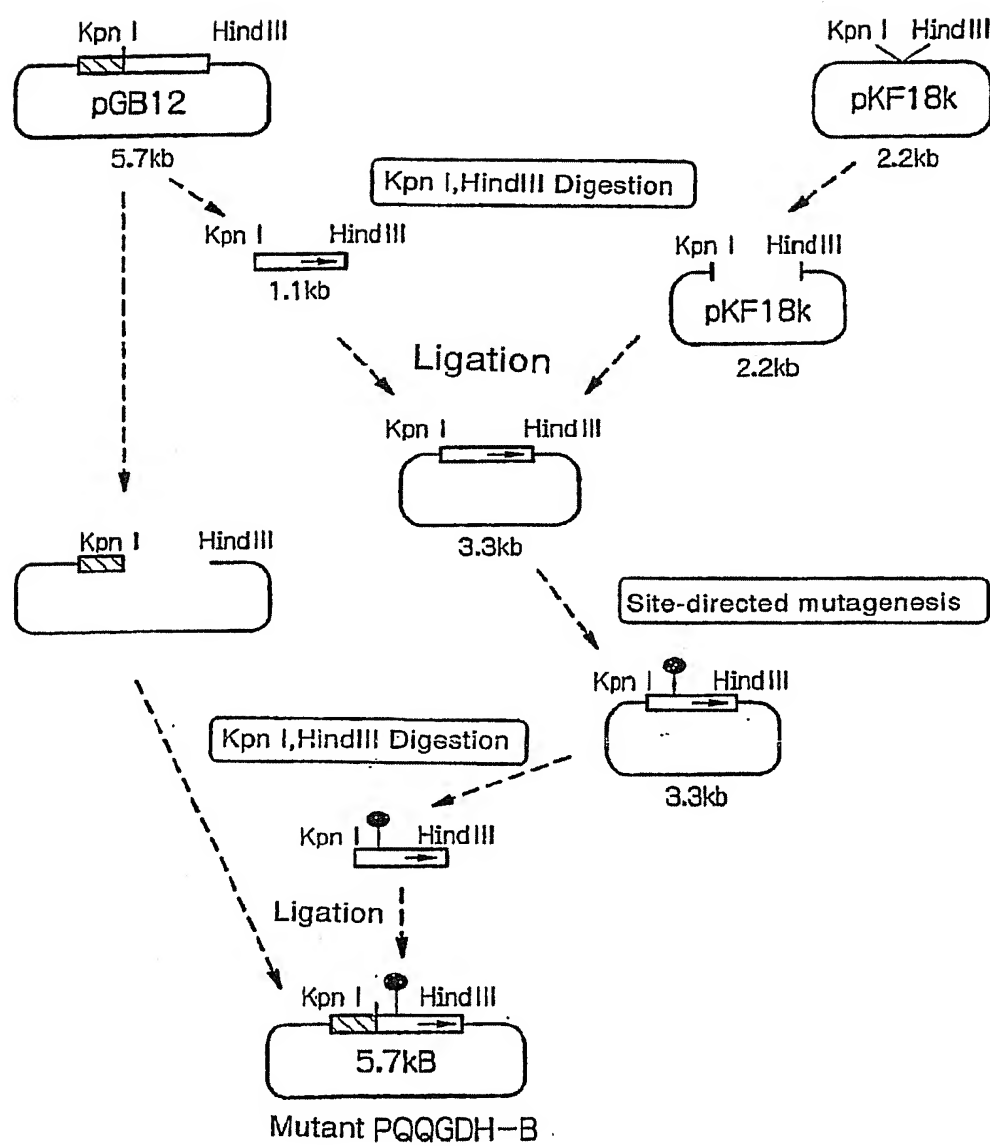 Kpn I HindIII
pGB12
5.7kb
Kpn I HindIII
pKF18k
2.2kb
Kpn I,HindIII Digestion
Kpn I HindIII
1.1kb
Kpn I HindIII
pKF18k
2.2kb
Ligation
Kpn I HindIII
3.3kb
Kpn I HindIII
Site-directed mutagenesis
Kpn I HindIII
3.3kb
Kpn I,HindIII Digestion
Kpn I HindIII
Ligation
Kpn I HindIII
5.7kB
Mutant PQQGDH-B